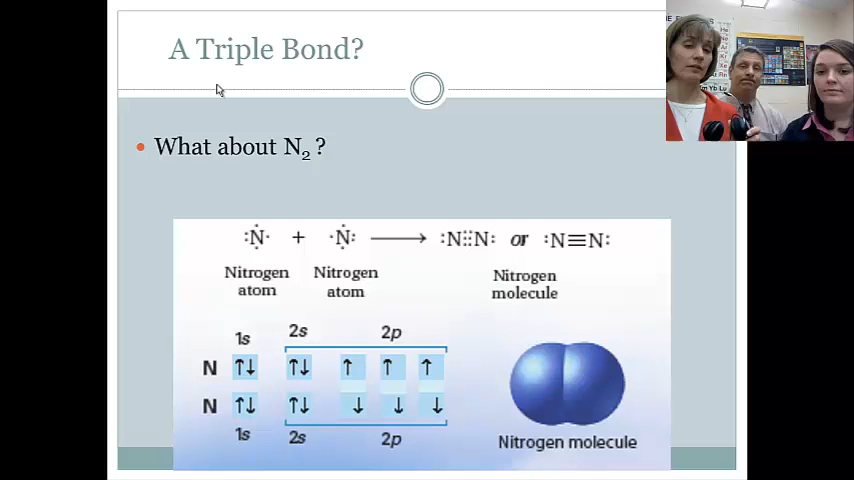 A Triple Bond?
• What about N₂ ?
:Ṅ· + ·Ṅ: ⟶ :N⫶⫶N: or :N≡N:
Nitrogen atom Nitrogen atom Nitrogen molecule
1s 2s 2p
N ↑↓ ↑↓ ↑ ↑ ↑
N ↑↓ ↑↓ ↓ ↓ ↓
1s 2s 2p
Nitrogen molecule